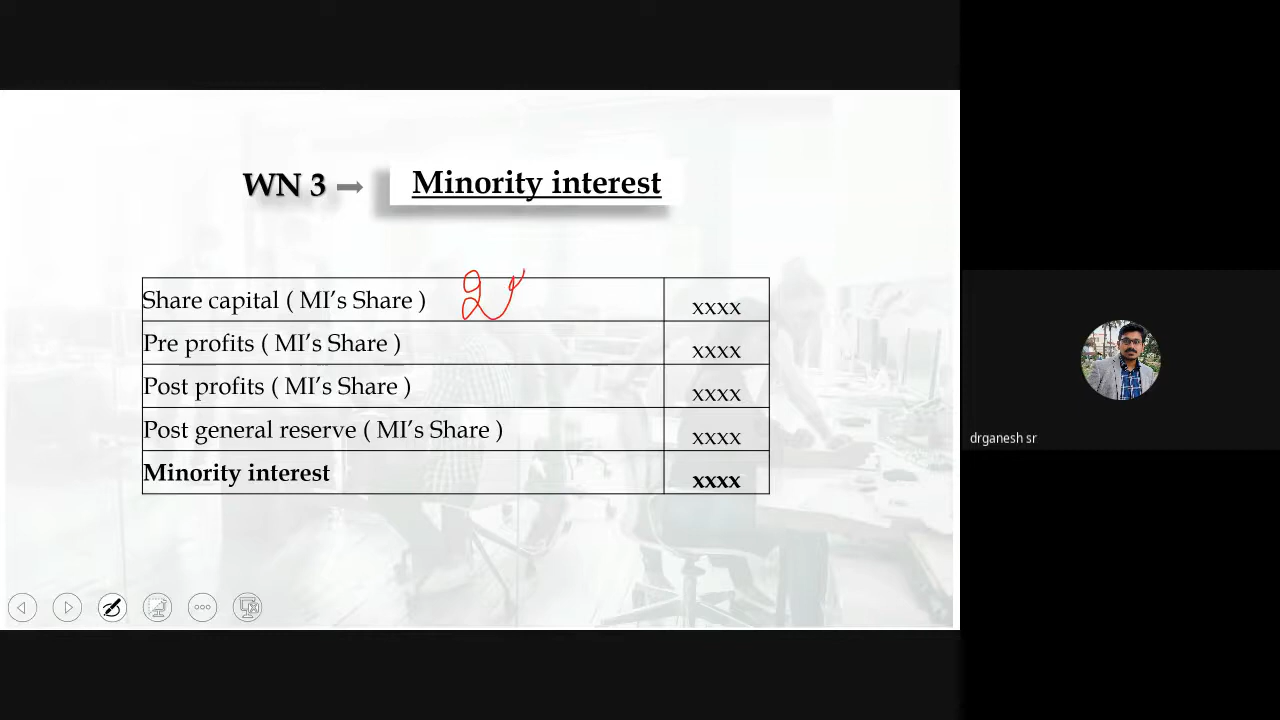 WN 3 → Minority interest
Share capital ( MI’s Share ) xxxx
Pre profits ( MI’s Share ) xxxx
Post profits ( MI’s Share ) xxxx
Post general reserve ( MI’s Share ) xxxx
Minority interest xxxx
drganesh sr